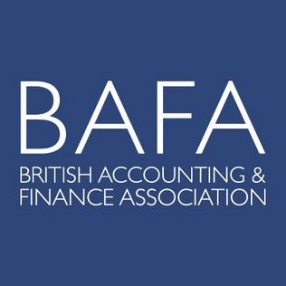 BAFA
BRITISH ACCOUNTING &
FINANCE ASSOCIATION